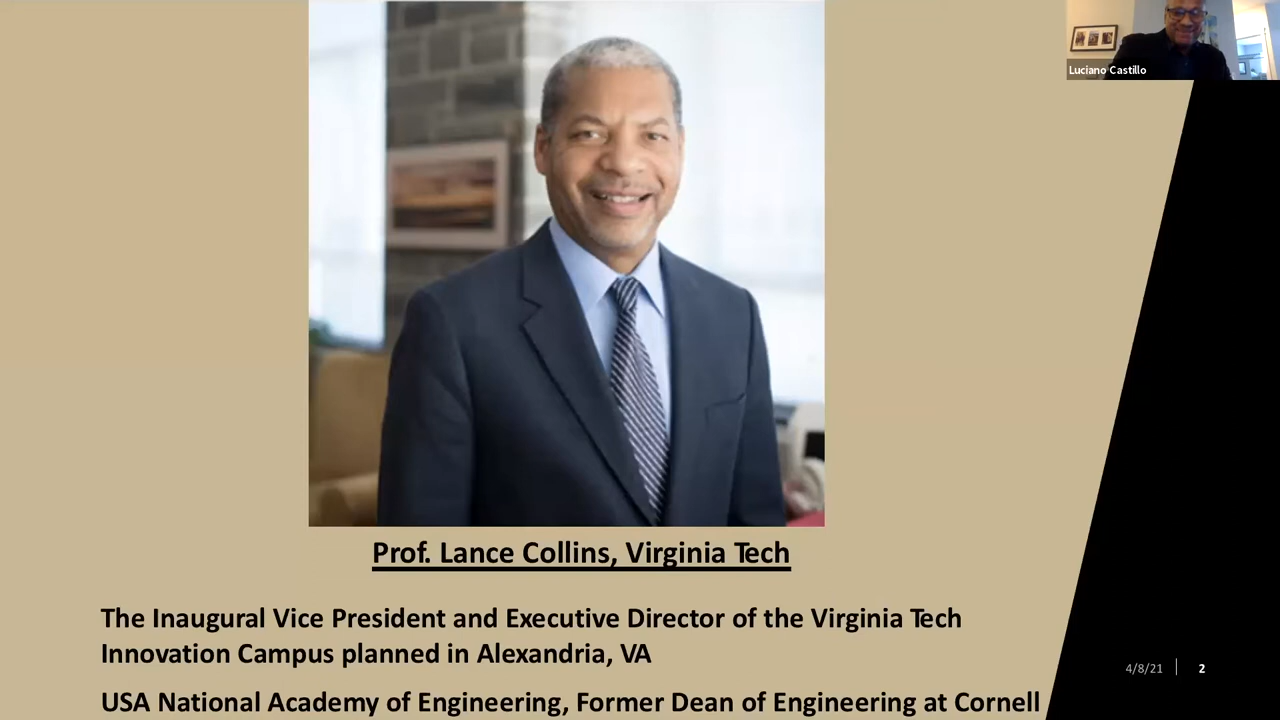 Luciano Castillo
Prof. Lance Collins, Virginia Tech
The Inaugural Vice President and Executive Director of the Virginia Tech
Innovation Campus planned in Alexandria, VA
USA National Academy of Engineering, Former Dean of Engineering at Cornell
4/8/21 2